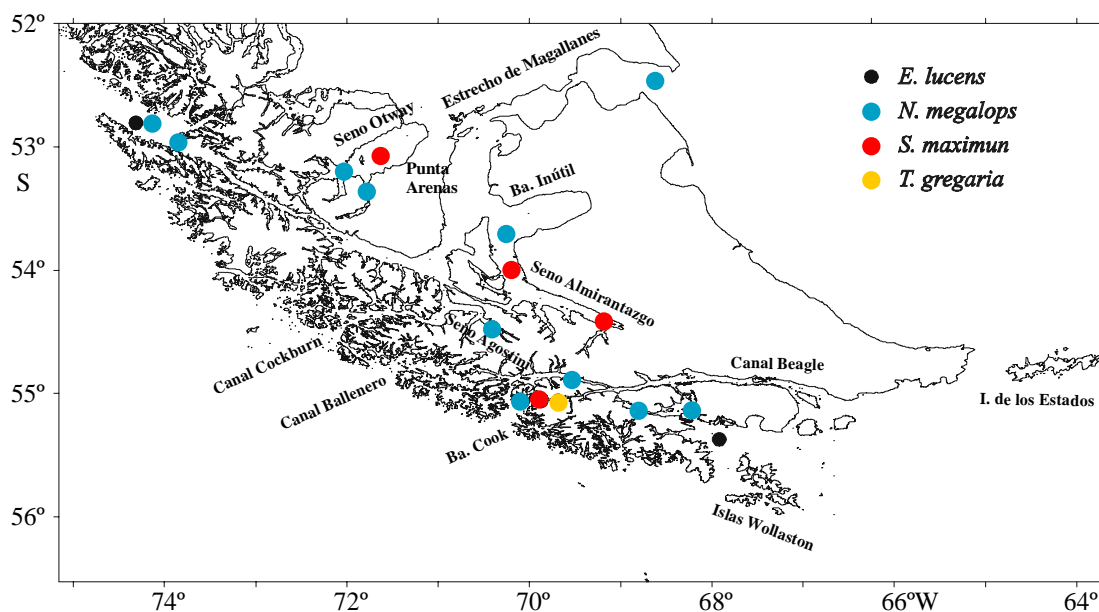 52º
53º
S
54º
55º
56º
74º
72º
70º
68º
66ºW
64º
Estrecho de Magallanes
Seno Otway
Punta
Arenas
Ba. Inútil
Seno Almirantazgo
Seno Agostini
Canal Cockburn
Canal Ballenero
Canal Beagle
I. de los Estados
Ba. Cook
Islas Wollaston
E. lucens
N. megalops
S. maximun
T. gregaria